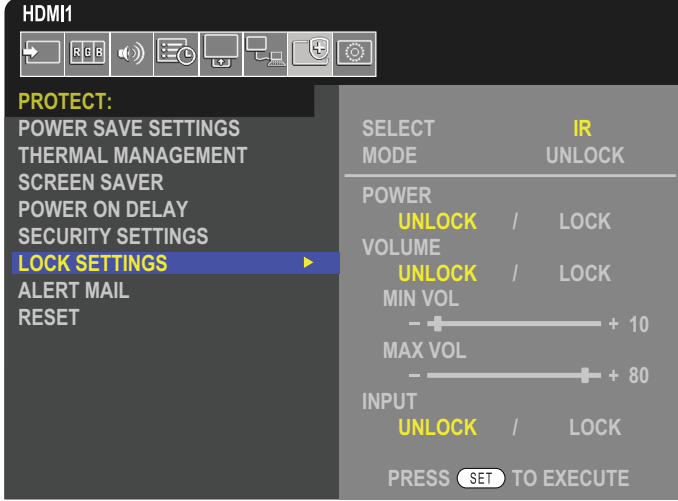 HDMI1
RGB
PROTECT:
POWER SAVE SETTINGS
THERMAL MANAGEMENT
SCREEN SAVER
POWER ON DELAY
SECURITY SETTINGS
LOCK SETTINGS
ALERT MAIL
RESET
SELECT IR
MODE UNLOCK
POWER
UNLOCK / LOCK
VOLUME
UNLOCK / LOCK
MIN VOL
− + 10
MAX VOL
− + 80
INPUT
UNLOCK / LOCK
PRESS SET TO EXECUTE